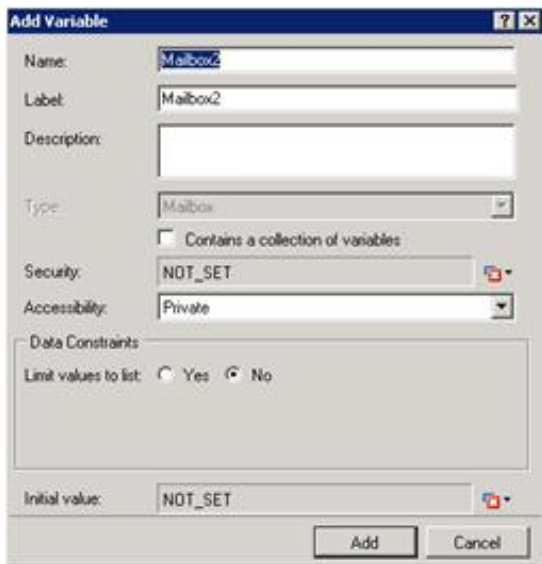 Add Variable
Name: Mailbox2
Label: Mailbox2
Description:
Type: Mailbox
Contains a collection of variables
Security: NOT_SET
Accessibility: Private
Data Constraints
Limit values to list: Yes No
Initial value: NOT_SET
Add Cancel